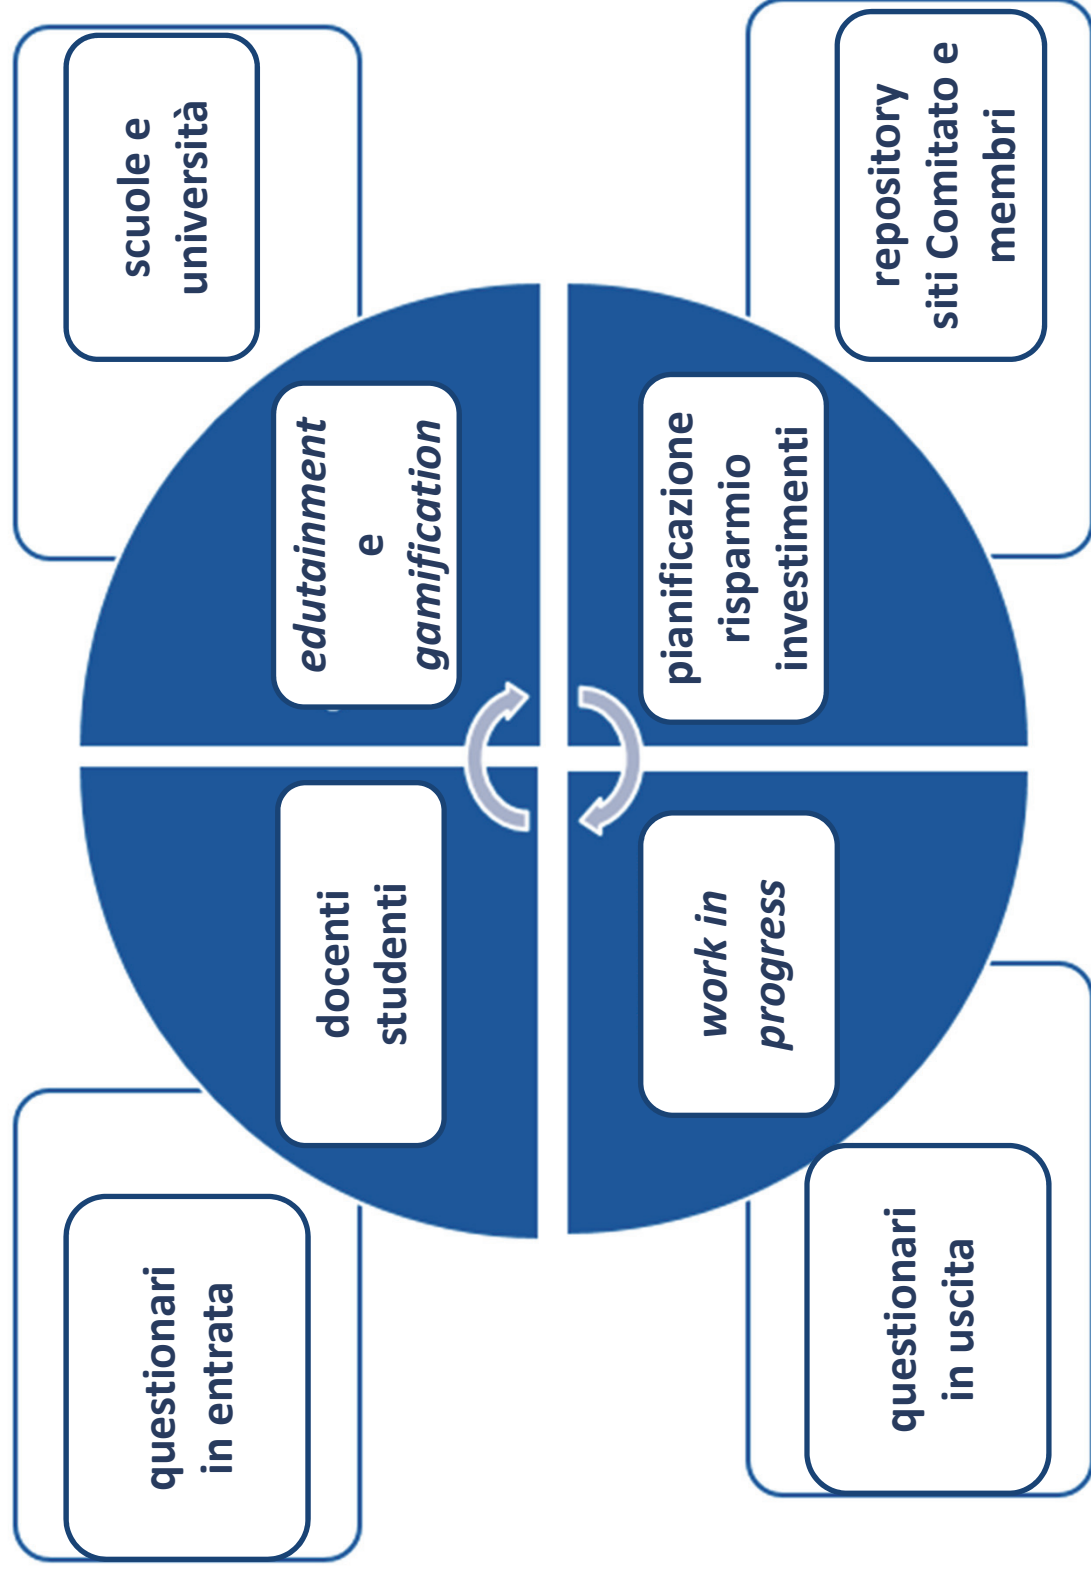 questionari
in entrata
scuole e
università
docenti
studenti
edutainment
e
gamification
work in
progress
pianificazione
risparmio
investimenti
questionari
in uscita
repository
siti Comitato e
membri